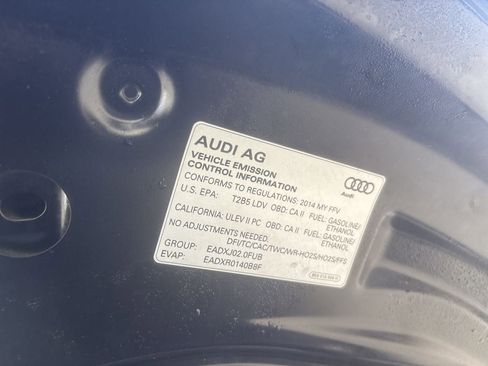 AUDI AG
VEHICLE EMISSION
CONTROL INFORMATION
Audi
CONFORMS TO REGULATIONS: 2014 MY FFV
U.S. EPA: T2B5 LDV OBD: CA II FUEL: GASOLINE/
ETHANOL
CALIFORNIA: ULEV II PC OBD: CA II FUEL: GASOLINE/
ETHANOL
NO ADJUSTMENTS NEEDED.
DFI/TC/CAC/TWC/WR-HO2S/HO2S/FFS
GROUP: EADXJ02.0FUB
EVAP: EADXR0140B8F